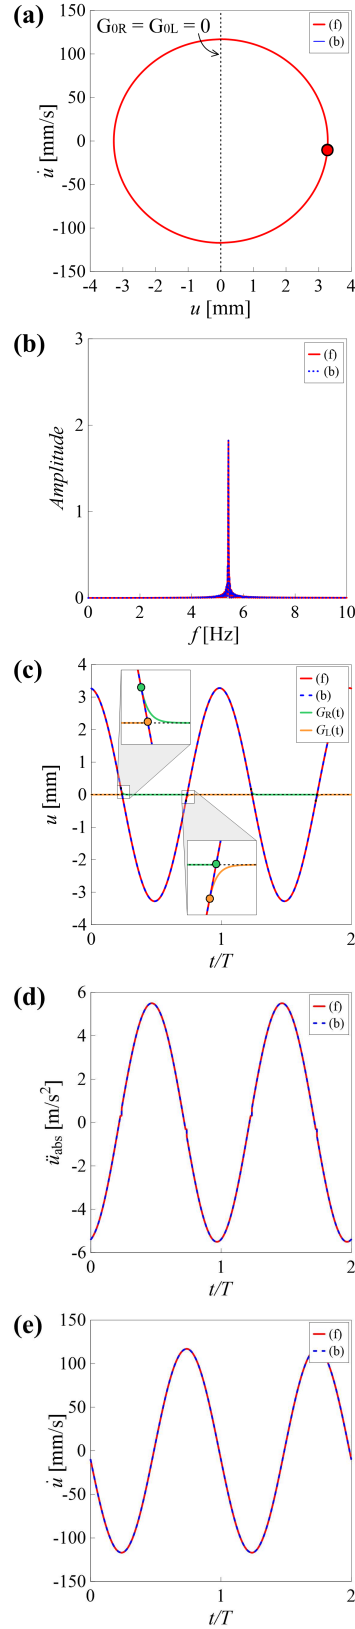 (a)
150
100
50
0
-50
-100
-150
u̇ [mm/s]
G0R = G0L = 0
(f)
(b)
-4 -3 -2 -1 0 1 2 3 4
u [mm]
(b)
3
2
1
0
Amplitude
(f)
(b)
0 2 4 6 8 10
f [Hz]
(c)
4
3
2
1
0
-1
-2
-3
-4
u [mm]
(f)
(b)
GR(t)
GL(t)
0 1 2
t/T
(d)
6
4
2
0
-2
-4
-6
üabs [m/s²]
(f)
(b)
0 1 2
t/T
(e)
150
100
50
0
-50
-100
-150
u̇ [mm/s]
(f)
(b)
0 1 2
t/T